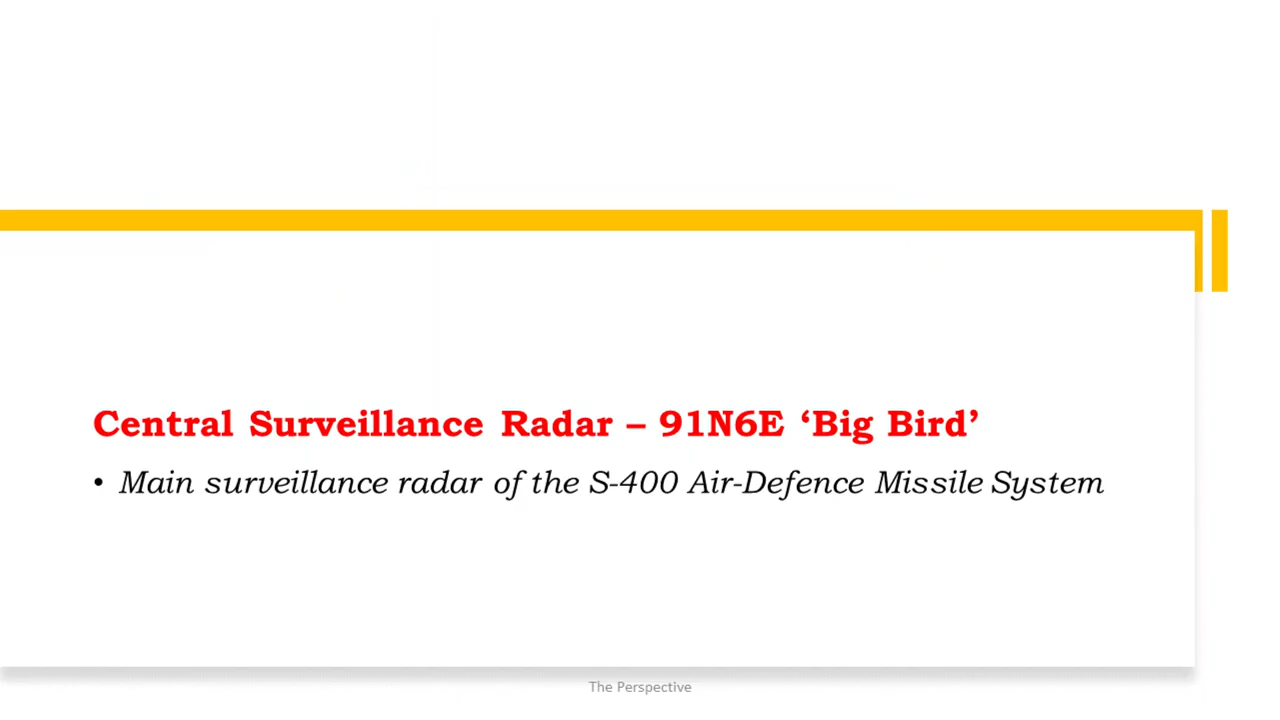 Central Surveillance Radar – 91N6E ‘Big Bird’
• Main surveillance radar of the S-400 Air-Defence Missile System
The Perspective